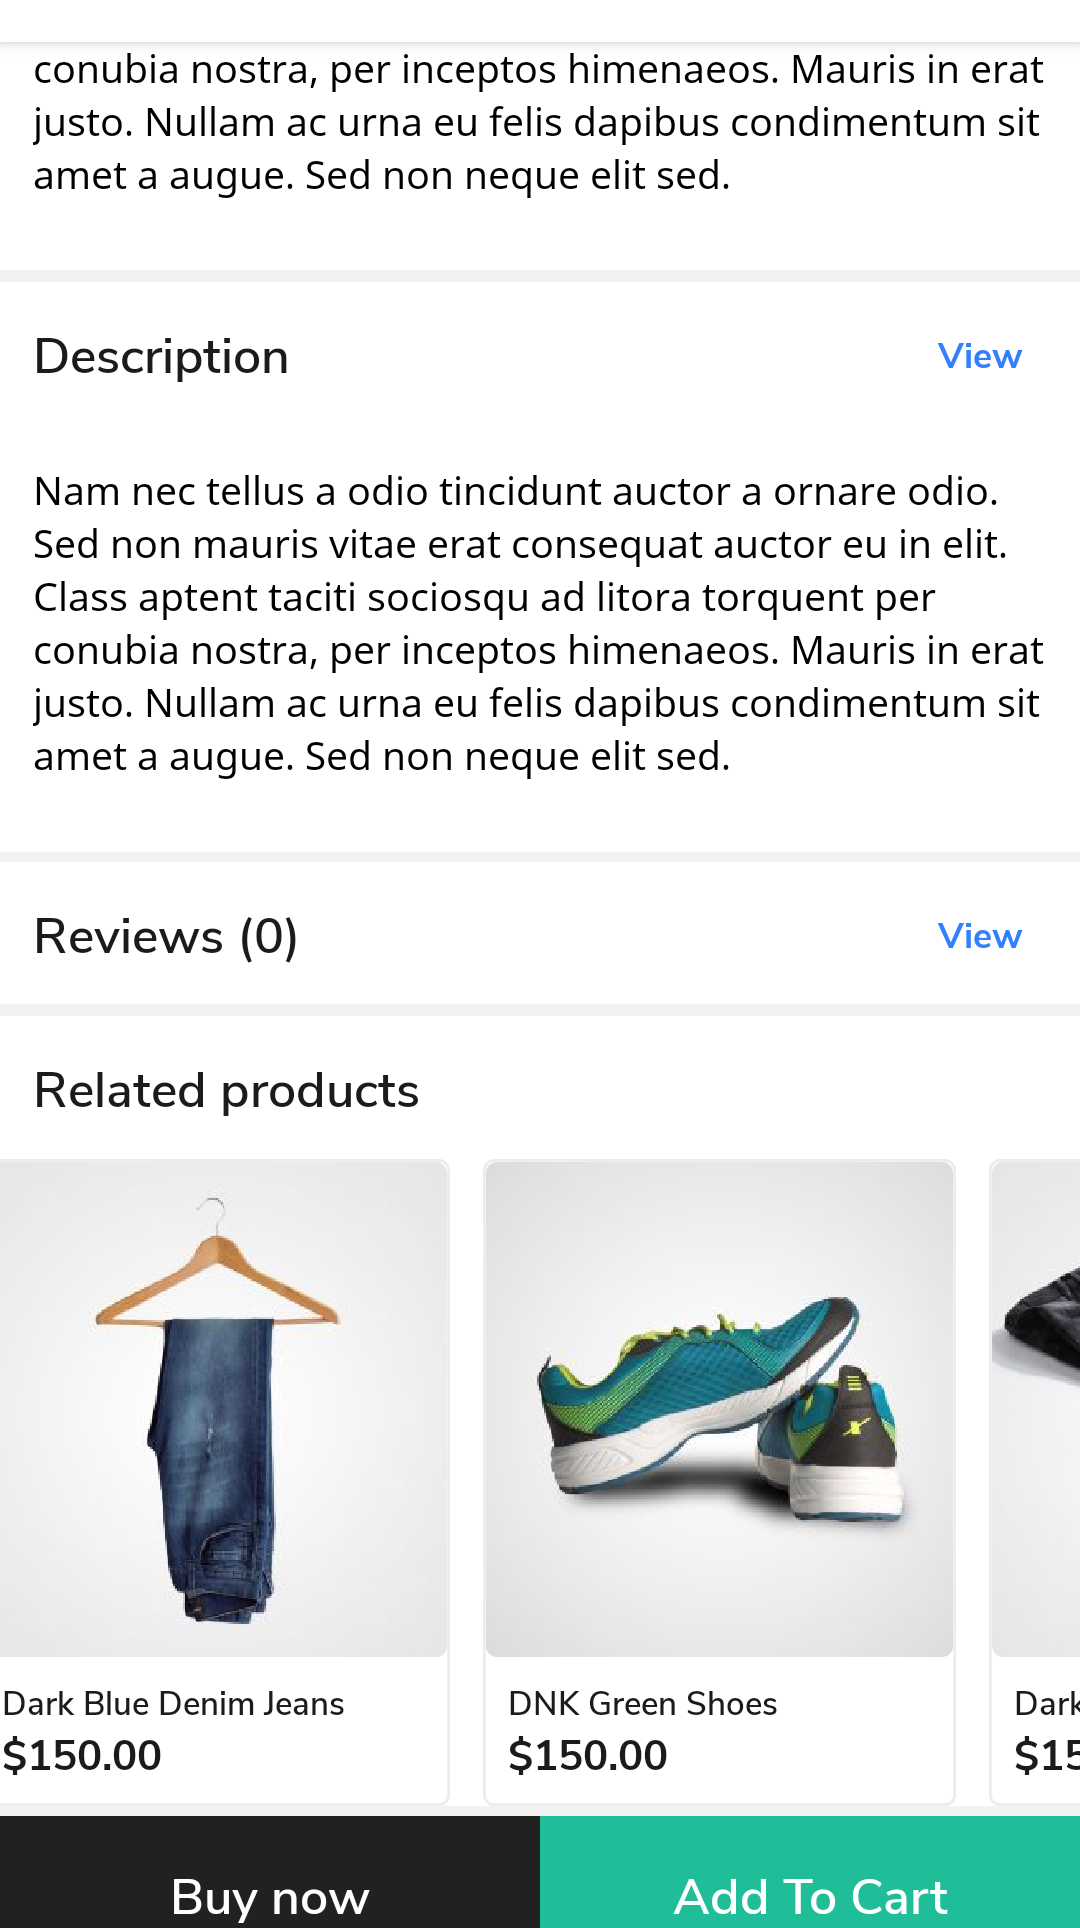 conubia nostra, per inceptos himenaeos. Mauris in erat
justo. Nullam ac urna eu felis dapibus condimentum sit
amet a augue. Sed non neque elit sed.
Description
View
Nam nec tellus a odio tincidunt auctor a ornare odio.
Sed non mauris vitae erat consequat auctor eu in elit.
Class aptent taciti sociosqu ad litora torquent per
conubia nostra, per inceptos himenaeos. Mauris in erat
justo. Nullam ac urna eu felis dapibus condimentum sit
amet a augue. Sed non neque elit sed.
Reviews (0)
View
Related products
Dark Blue Denim Jeans
$150.00
DNK Green Shoes
$150.00
Dark
$15
Buy now
Add To Cart